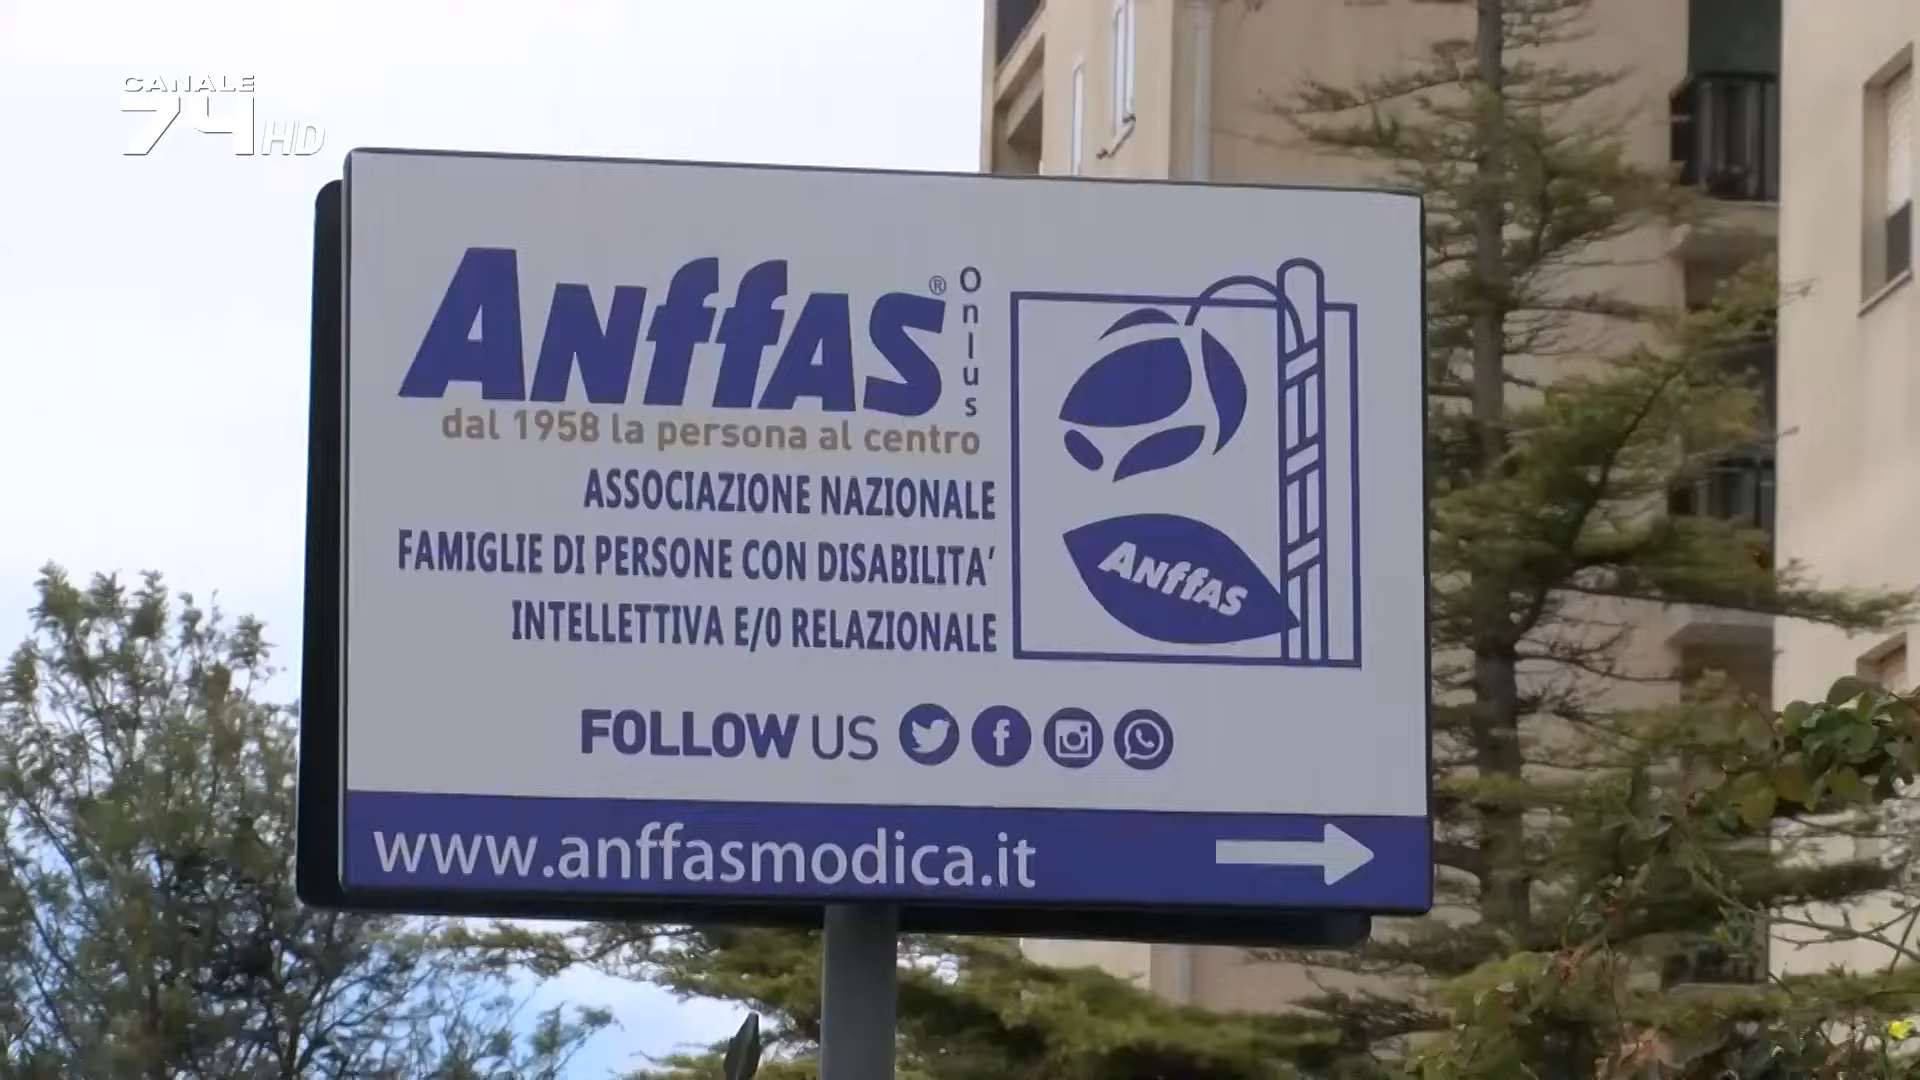 CANALE
74 HD
ANffAS® Onlus
dal 1958 la persona al centro
ASSOCIAZIONE NAZIONALE
FAMIGLIE DI PERSONE CON DISABILITA'
INTELLETTIVA E/O RELAZIONALE
ANffAS
FOLLOW US
www.anffasmodica.it